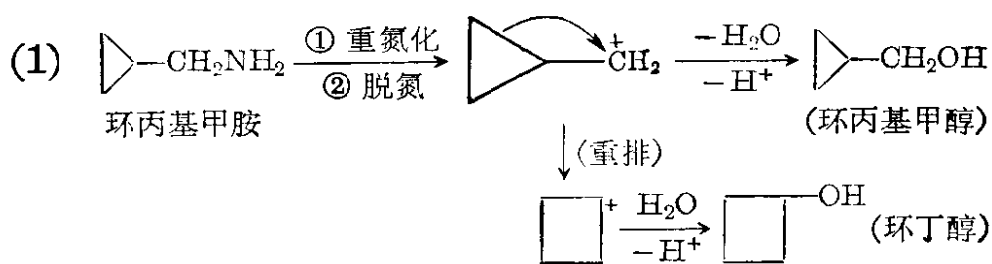 (1) CH₂NH₂ ① 重氮化 ② 脱氮 +CH₂ −H₂O −H⁺ CH₂OH
环丙基甲胺 (环丙基甲醇)
(重排)
+ H₂O −H⁺ OH (环丁醇)